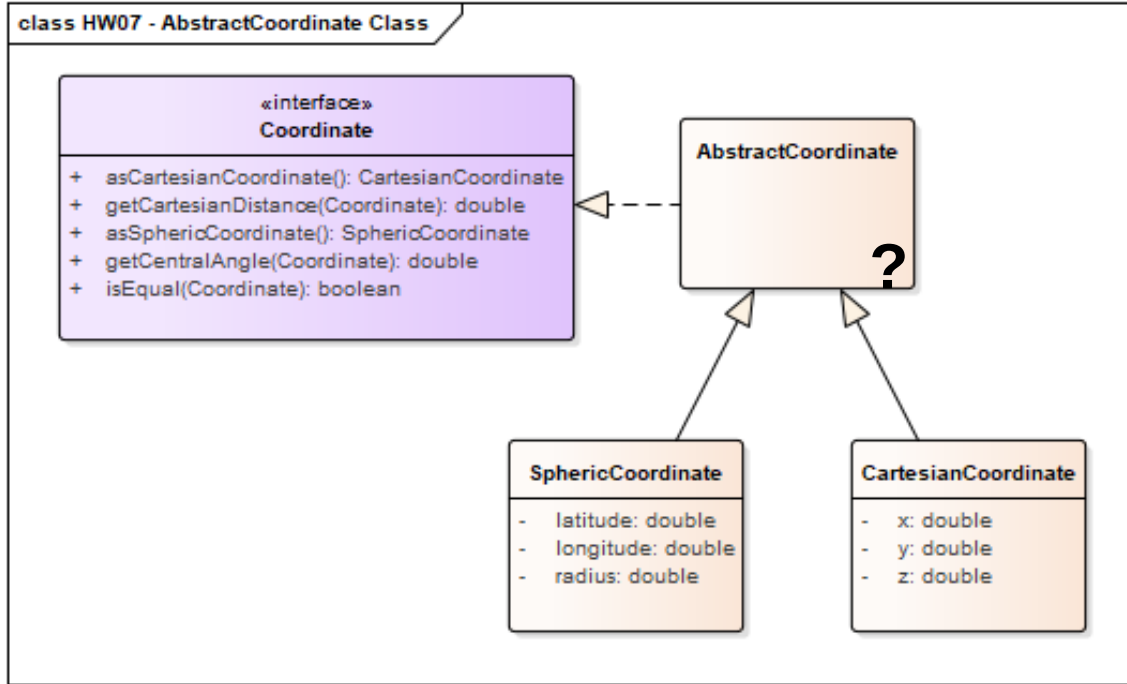 class HW07 - AbstractCoordinate Class
«interface»
Coordinate
+ asCartesianCoordinate(): CartesianCoordinate
+ getCartesianDistance(Coordinate): double
+ asSphericCoordinate(): SphericCoordinate
+ getCentralAngle(Coordinate): double
+ isEqual(Coordinate): boolean
AbstractCoordinate
?
SphericCoordinate
- latitude: double
- longitude: double
- radius: double
CartesianCoordinate
- x: double
- y: double
- z: double